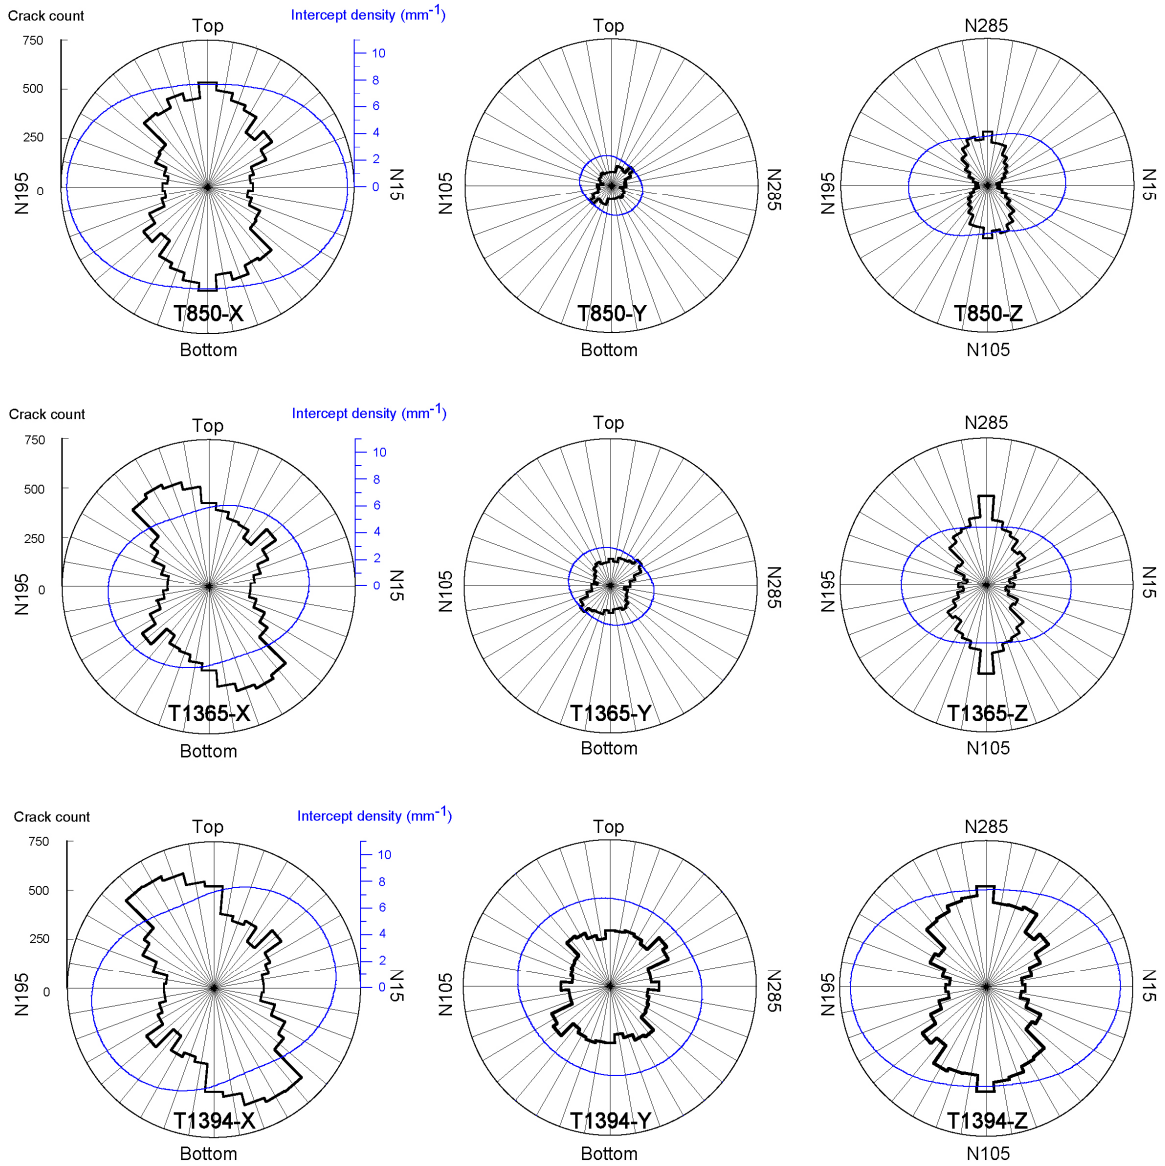 Crack count
Intercept density (mm-1)
Top
N285
750
500
250
0
10
8
6
4
2
0
N195
N15
N105
N285
N195
N15
T850-X
T850-Y
T850-Z
Bottom
Bottom
N105
Top
Crack count
Intercept density (mm-1)
Top
Top
N285
750
500
250
0
10
8
6
4
2
0
N195
N15
N105
N285
N195
N15
T1365-X
T1365-Y
T1365-Z
Bottom
Bottom
N105
Crack count
Intercept density (mm-1)
Top
Top
N285
750
500
250
0
10
8
6
4
2
0
N195
N15
N105
N285
N195
N15
T1394-X
T1394-Y
T1394-Z
Bottom
Bottom
N105